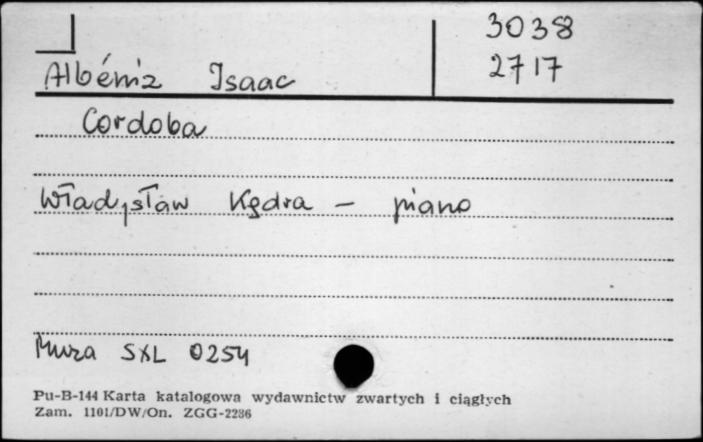 3038
Albéniz Isaac 2717
Cordoba
Władysław Kędra - piano
Muza SXL 0254
Pu-B-144 Karta katalogowa wydawnictw zwartych i ciągłych
Zam. 1101/DW/On. ZGG-2286